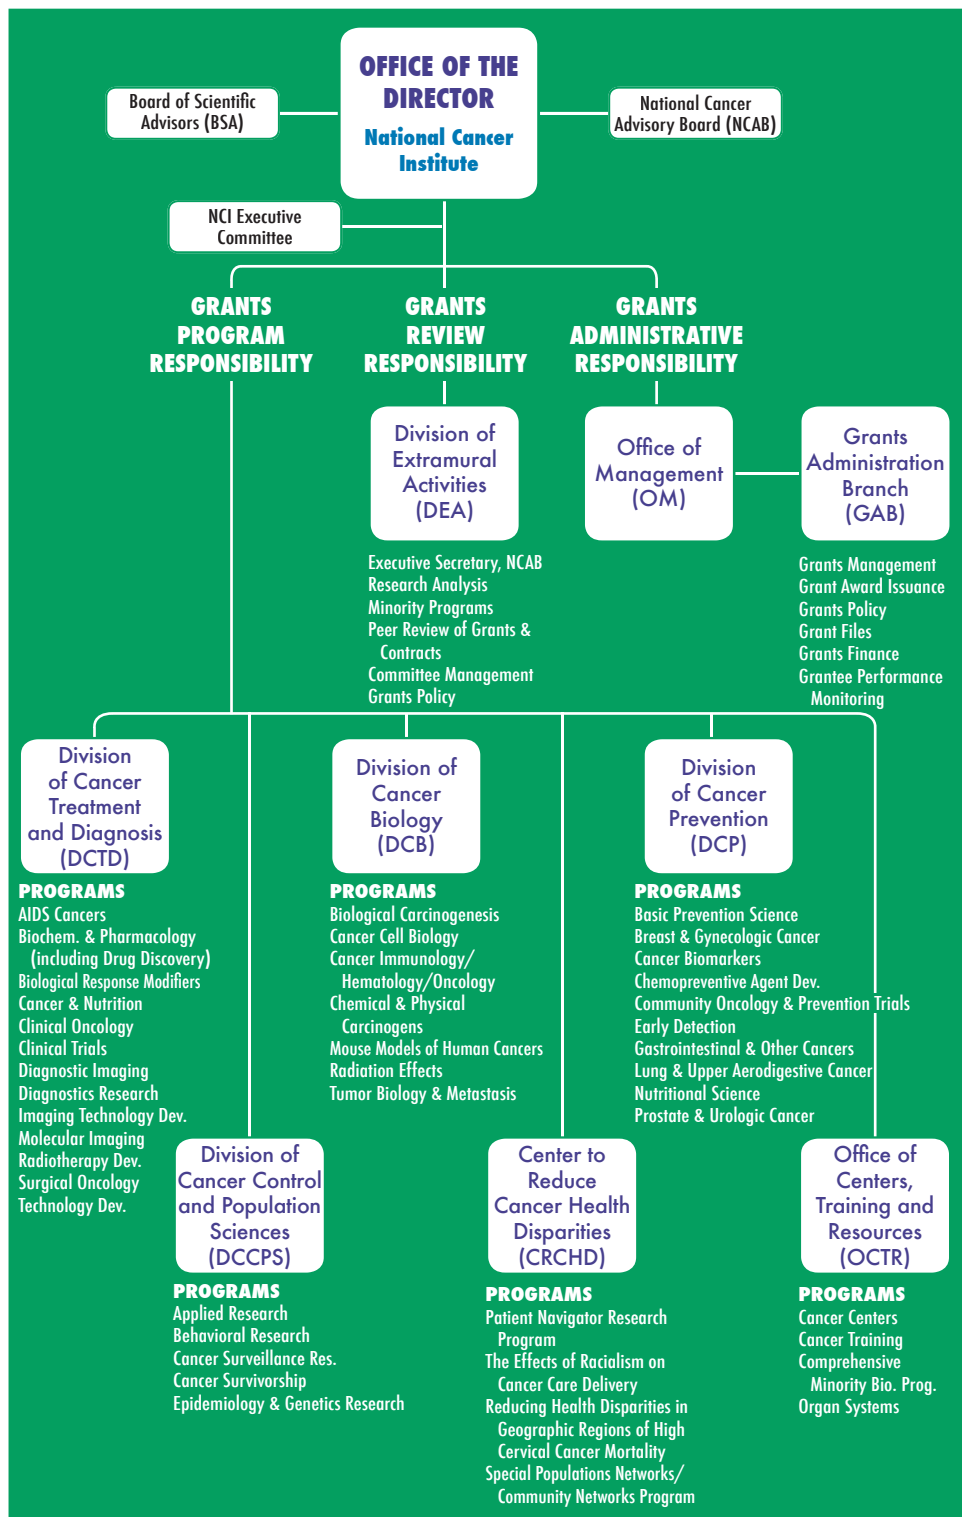 OFFICE OF THE
DIRECTOR
National Cancer
Institute
Board of Scientific
Advisors (BSA)
National Cancer
Advisory Board (NCAB)
NCI Executive
Committee
GRANTS
PROGRAM
RESPONSIBILITY
GRANTS
REVIEW
RESPONSIBILITY
GRANTS
ADMINISTRATIVE
RESPONSIBILITY
Division of
Extramural
Activities
(DEA)
Executive Secretary, NCAB
Research Analysis
Minority Programs
Peer Review of Grants &
Contracts
Committee Management
Grants Policy
Office of
Management
(OM)
Grants
Administration
Branch
(GAB)
Grants Management
Grant Award Issuance
Grants Policy
Grant Files
Grants Finance
Grantee Performance
Monitoring
Division
of Cancer
Treatment
and Diagnosis
(DCTD)
PROGRAMS
AIDS Cancers
Biochem. & Pharmacology
(including Drug Discovery)
Biological Response Modifiers
Cancer & Nutrition
Clinical Oncology
Clinical Trials
Diagnostic Imaging
Diagnostics Research
Imaging Technology Dev.
Molecular Imaging
Radiotherapy Dev.
Surgical Oncology
Technology Dev.
Division of
Cancer
Biology
(DCB)
PROGRAMS
Biological Carcinogenesis
Cancer Cell Biology
Cancer Immunology/
Hematology/Oncology
Chemical & Physical
Carcinogens
Mouse Models of Human Cancers
Radiation Effects
Tumor Biology & Metastasis
Division
of Cancer
Prevention
(DCP)
PROGRAMS
Basic Prevention Science
Breast & Gynecologic Cancer
Cancer Biomarkers
Chemopreventive Agent Dev.
Community Oncology & Prevention Trials
Early Detection
Gastrointestinal & Other Cancers
Lung & Upper Aerodigestive Cancer
Nutritional Science
Prostate & Urologic Cancer
Division of
Cancer Control
and Population
Sciences
(DCCPS)
PROGRAMS
Applied Research
Behavioral Research
Cancer Surveillance Res.
Cancer Survivorship
Epidemiology & Genetics Research
Center to
Reduce
Cancer Health
Disparities
(CRCHD)
PROGRAMS
Patient Navigator Research
Program
The Effects of Racialism on
Cancer Care Delivery
Reducing Health Disparities in
Geographic Regions of High
Cervical Cancer Mortality
Special Populations Networks/
Community Networks Program
Office of
Centers,
Training and
Resources
(OCTR)
PROGRAMS
Cancer Centers
Cancer Training
Comprehensive
Minority Bio. Prog.
Organ Systems